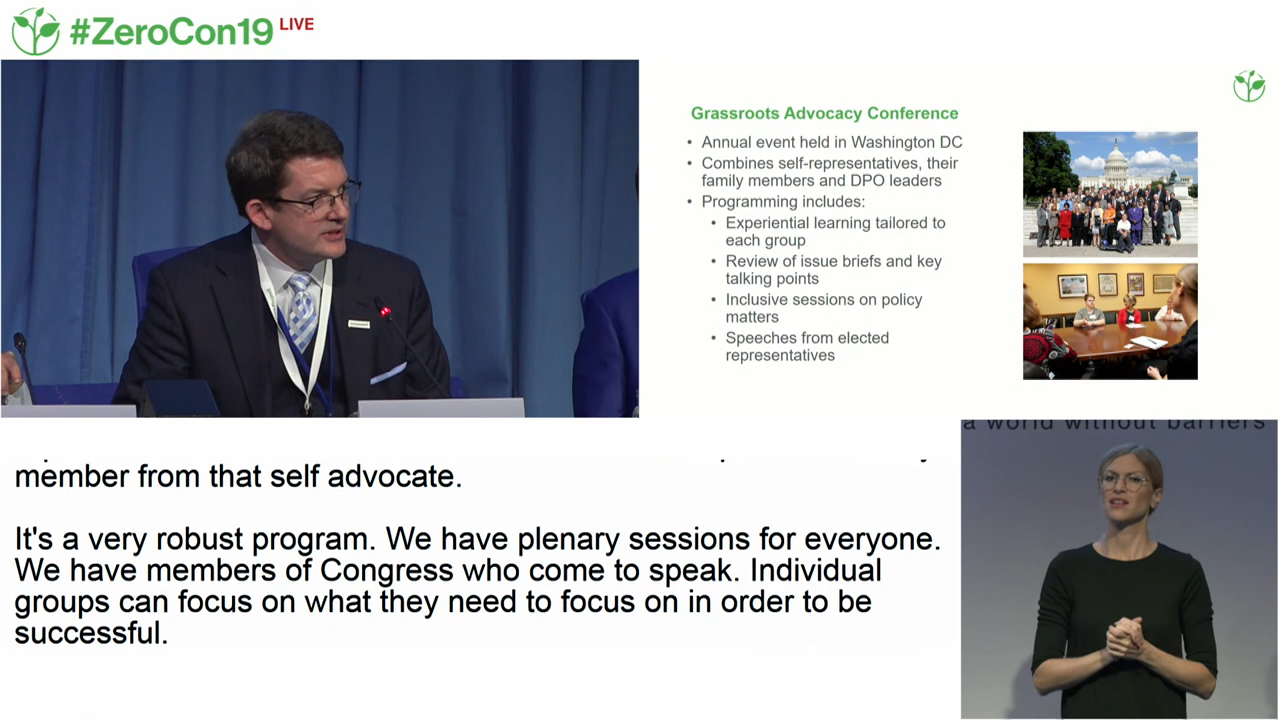 #ZeroCon19 LIVE
Grassroots Advocacy Conference
• Annual event held in Washington DC
• Combines self-representatives, their
family members and DPO leaders
• Programming includes:
• Experiential learning tailored to
each group
• Review of issue briefs and key
talking points
• Inclusive sessions on policy
matters
• Speeches from elected
representatives
a world without barriers
member from that self advocate.
It's a very robust program. We have plenary sessions for everyone.
We have members of Congress who come to speak. Individual
groups can focus on what they need to focus on in order to be
successful.